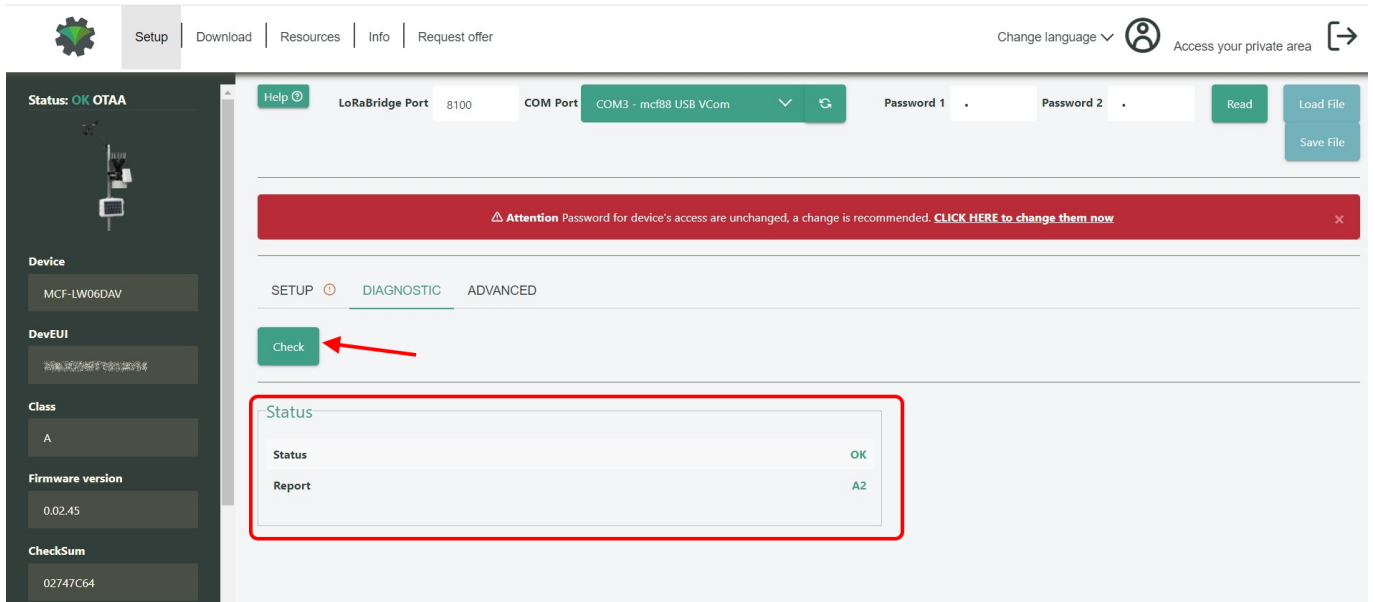 Setup Download Resources Info Request offer Change language Access your private area
Status: OK OTAA
Help LoRaBridge Port 8100 COM Port COM3 - mcf88 USB VCom Password 1 Password 2 Read Load File
Save File
Attention Password for device's access are unchanged, a change is recommended. CLICK HERE to change them now
Device
MCF-LW06DAV
SETUP DIAGNOSTIC ADVANCED
DevEUI
Check
Class
A
Status
Status OK
Report A2
Firmware version
0.02.45
CheckSum
02747C64